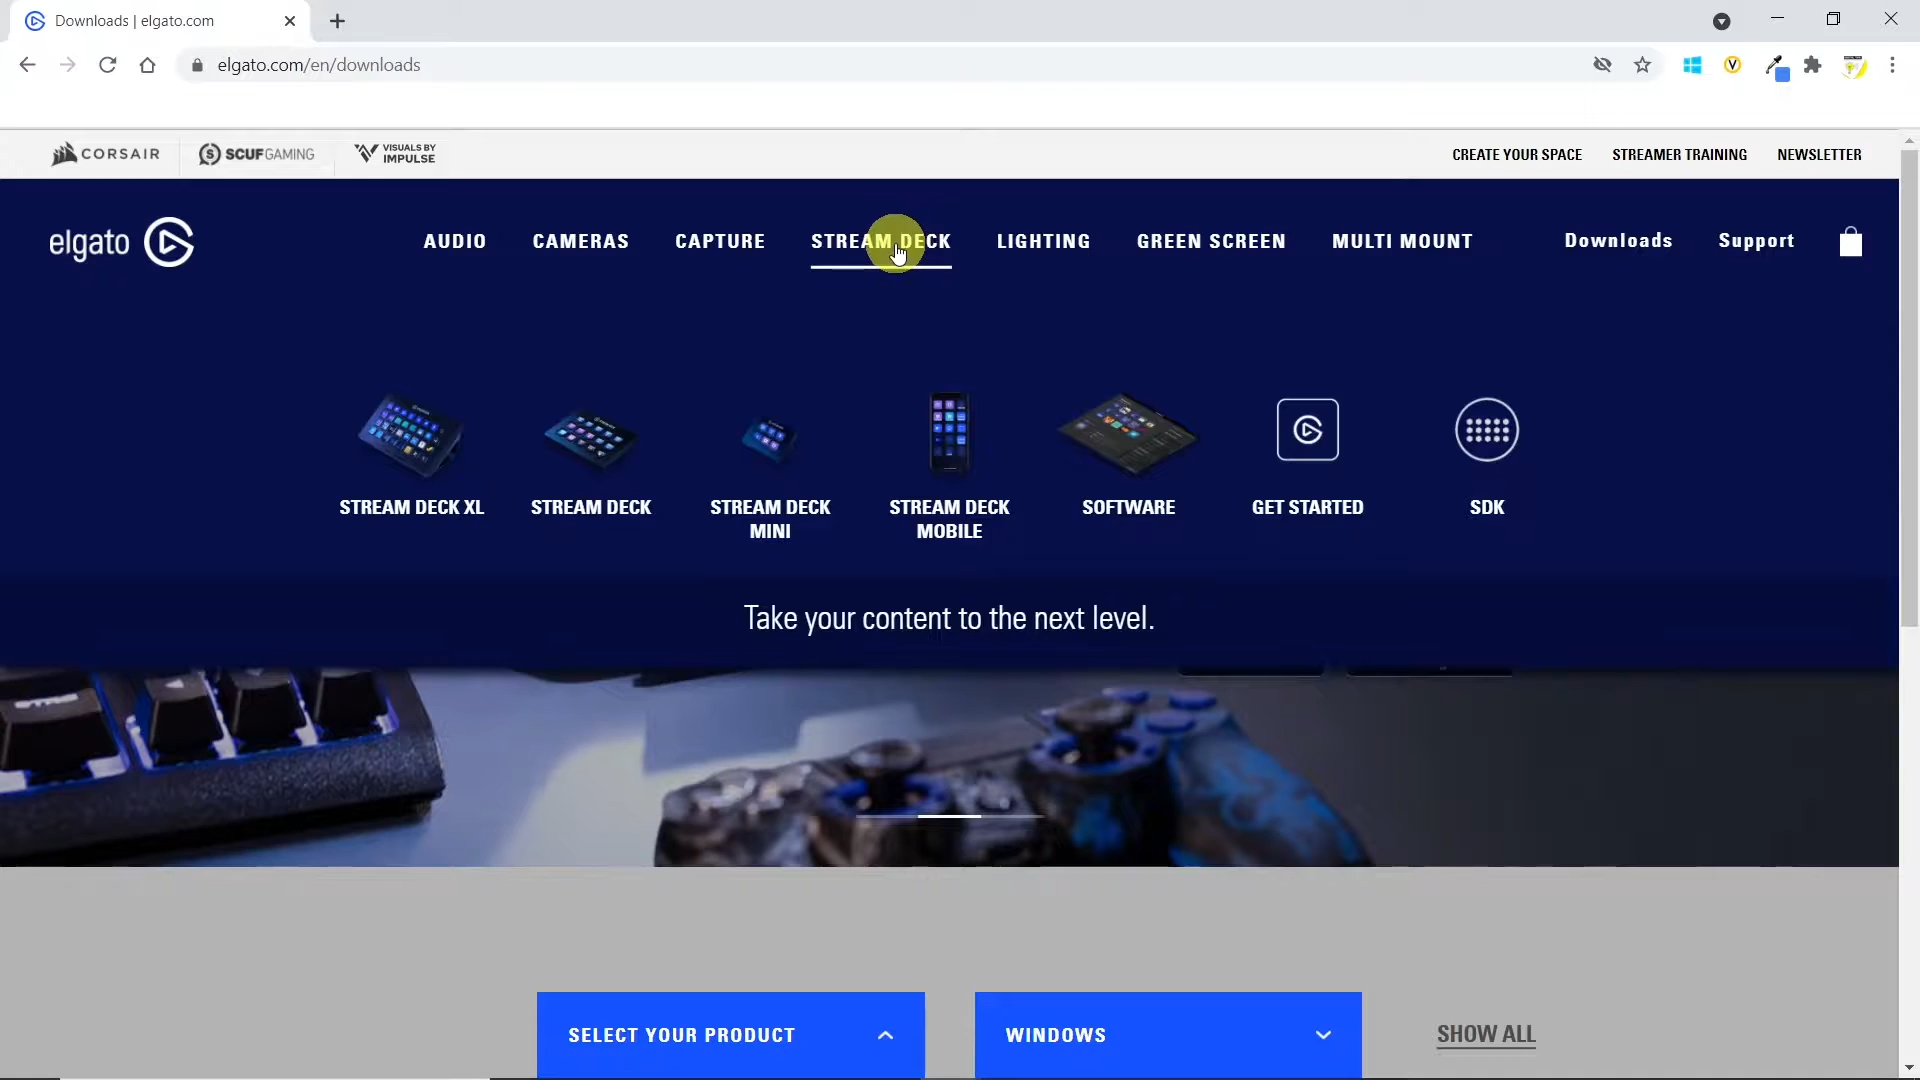 Downloads | elgato.com
elgato.com/en/downloads
CORSAIR
SCUFGAMING
VISUALS BY
IMPULSE
CREATE YOUR SPACE
STREAMER TRAINING
NEWSLETTER
elgato
AUDIO
CAMERAS
CAPTURE
STREAM DECK
LIGHTING
GREEN SCREEN
MULTI MOUNT
Downloads
Support
STREAM DECK XL
STREAM DECK
STREAM DECK
MINI
STREAM DECK
MOBILE
SOFTWARE
GET STARTED
SDK
Take your content to the next level.
SELECT YOUR PRODUCT
WINDOWS
SHOW ALL